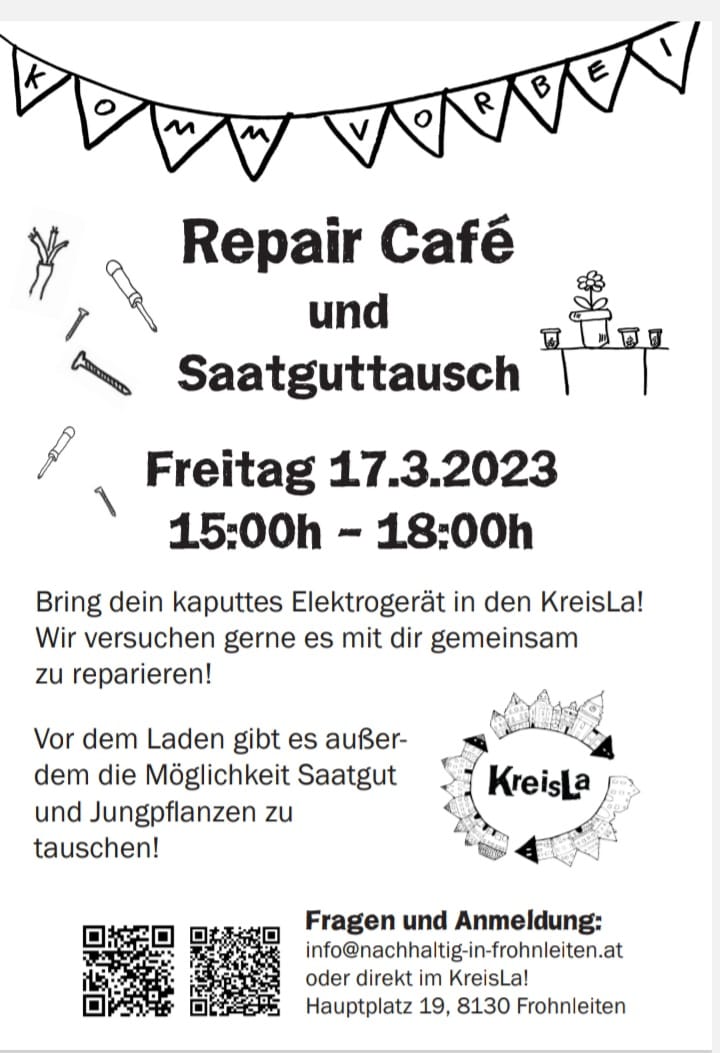 KOMM VORBEI
Repair Café
und
Saatguttausch
Freitag 17.3.2023
15:00h – 18:00h
Bring dein kaputtes Elektrogerät in den KreisLa!
Wir versuchen gerne es mit dir gemeinsam
zu reparieren!
Vor dem Laden gibt es außer-
dem die Möglichkeit Saatgut
und Jungpflanzen zu
tauschen!
KreisLa
Fragen und Anmeldung:
info@nachhaltig-in-frohnleiten.at
oder direkt im KreisLa!
Hauptplatz 19, 8130 Frohnleiten